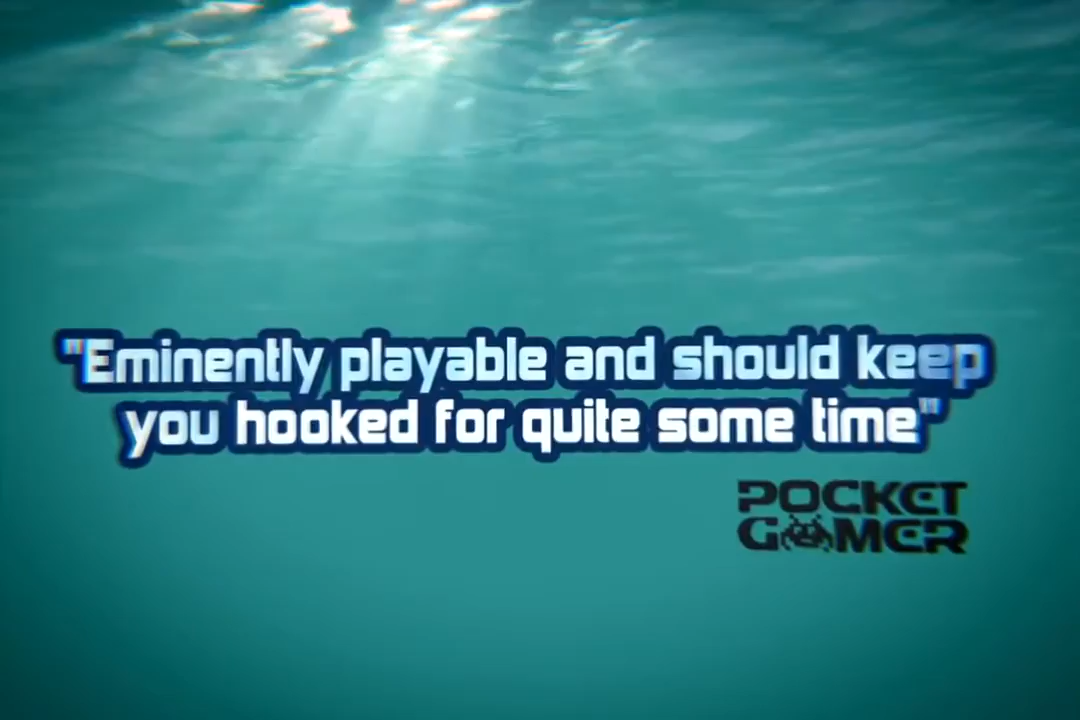 "Eminently playable and should keep
you hooked for quite some time"
POCKET
GAMER